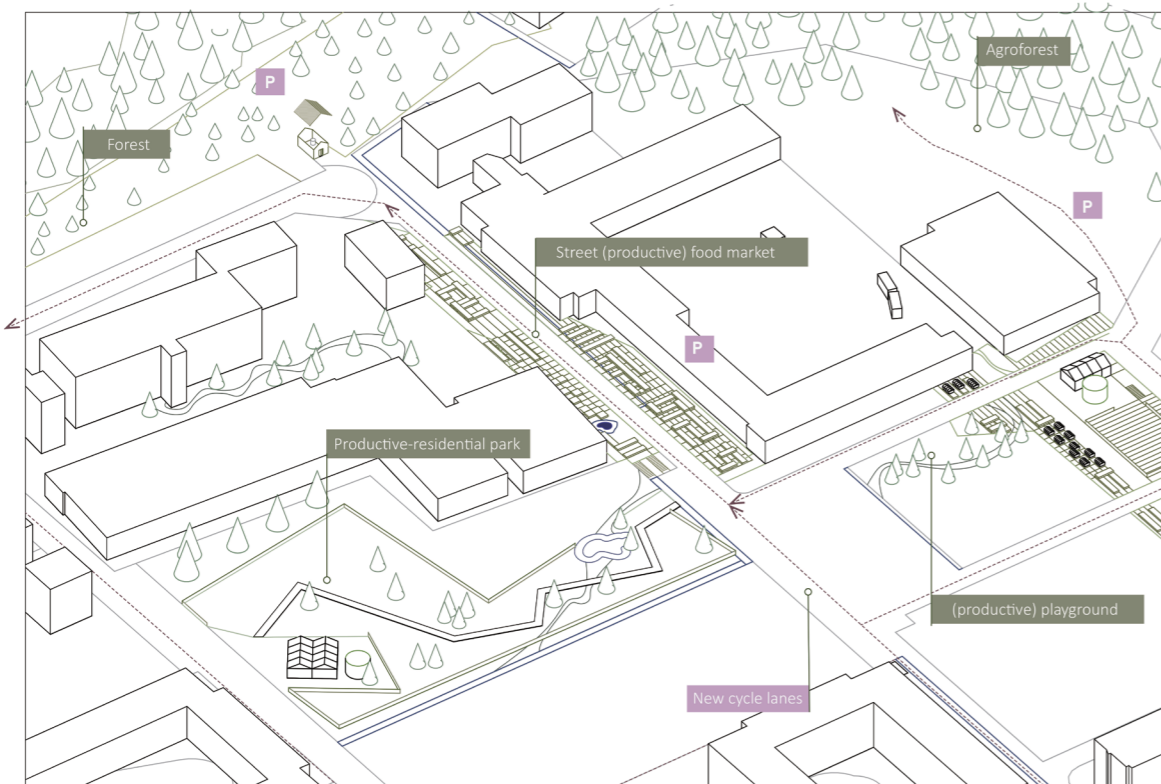 Agroforest
P
Forest
P
Street (productive) food market
P
Productive-residential park
(productive) playground
New cycle lanes